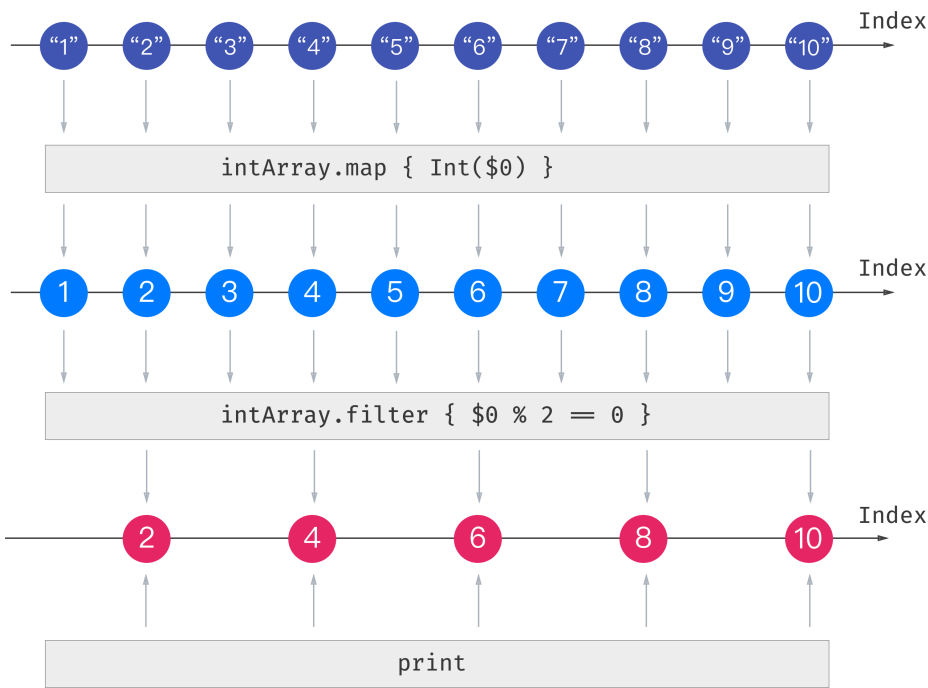 Index
“1” “2” “3” “4” “5” “6” “7” “8” “9” “10”
intArray.map { Int($0) }
Index
1 2 3 4 5 6 7 8 9 10
intArray.filter { $0 % 2 == 0 }
Index
2 4 6 8 10
print